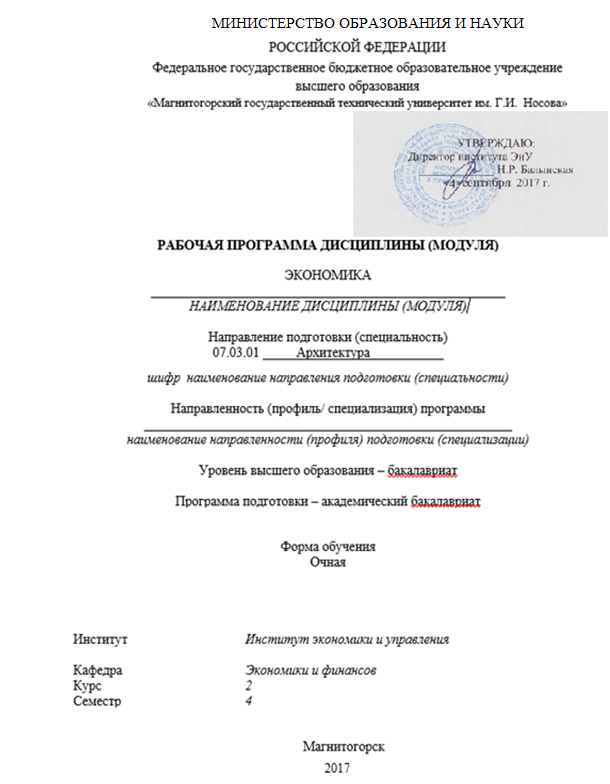 МИНИСТЕРСТВО ОБРАЗОВАНИЯ И НАУКИ
РОССИЙСКОЙ ФЕДЕРАЦИИ
Федеральное государственное бюджетное образовательное учреждение
высшего образования
«Магнитогорский государственный технический университет им. Г.И. Носова»
УТВЕРЖДАЮ:
Директор института ЭиУ
Н.Р. Балынская
сентября 2017 г.
РАБОЧАЯ ПРОГРАММА ДИСЦИПЛИНЫ (МОДУЛЯ)
ЭКОНОМИКА
НАИМЕНОВАНИЕ ДИСЦИПЛИНЫ (МОДУЛЯ)
Направление подготовки (специальность)
07.03.01 Архитектура
шифр наименование направления подготовки (специальности)
Направленность (профиль/ специализация) программы
наименование направленности (профиля) подготовки (специализации)
Уровень высшего образования – бакалавриат
Программа подготовки – академический бакалавриат
Форма обучения
Очная
Институт Институт экономики и управления
Кафедра Экономики и финансов
Курс 2
Семестр 4
Магнитогорск
2017